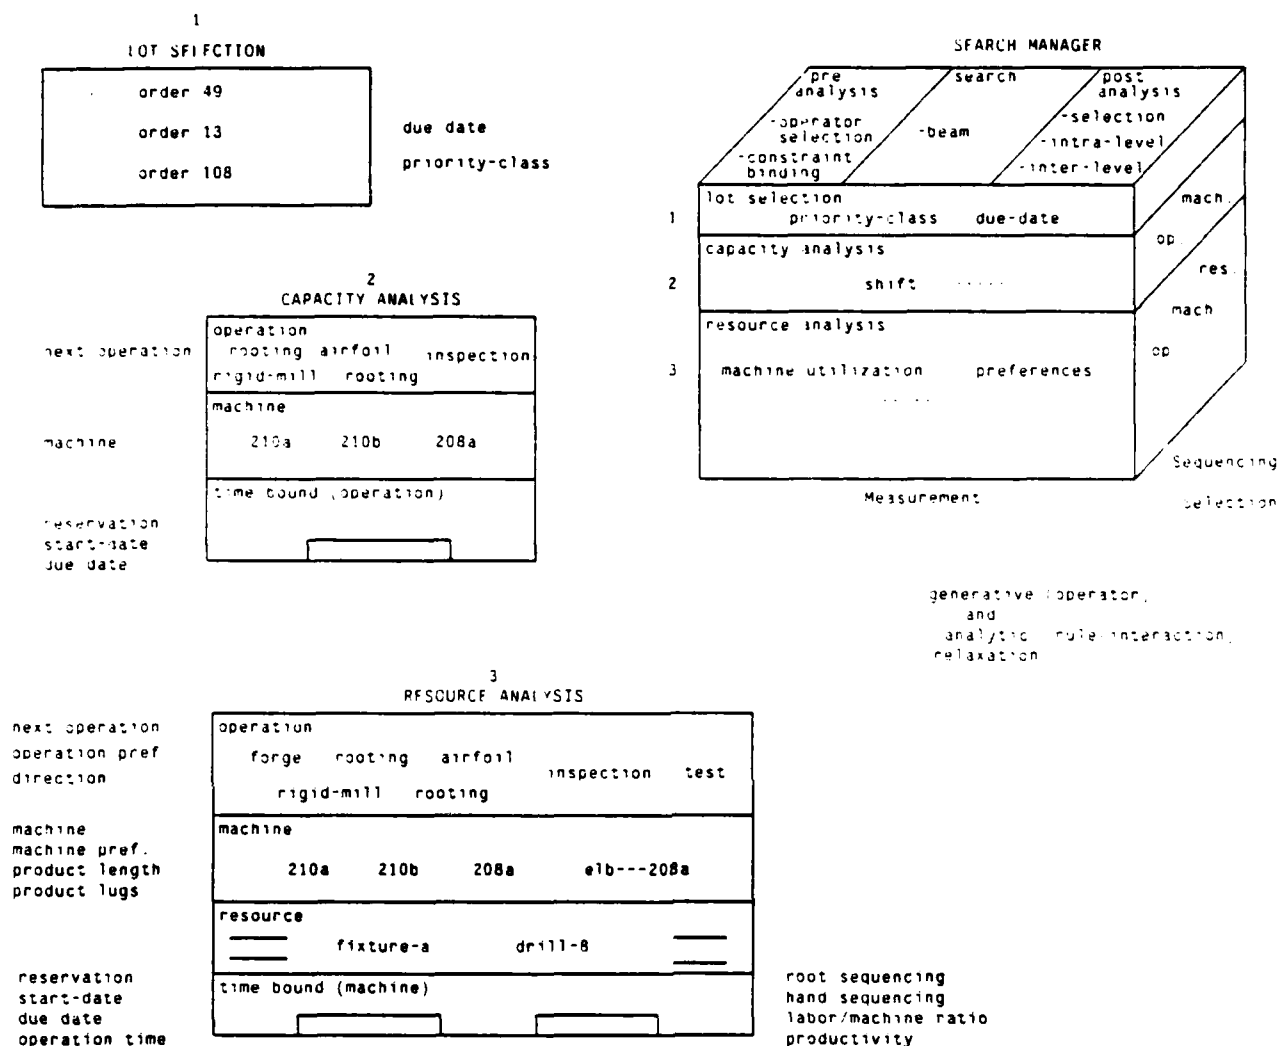 1
LOT SELECTION
order 49
order 13
order 108
due date
priority-class
SEARCH MANAGER
pre
analysis
-operator
selection
-constraint
binding
search
-beam
post
analysis
-selection
-intra-level
-inter-level
1
lot selection
priority-class due-date
2
capacity analysis
shift .....
3
resource analysis
machine utilization preferences
.....
mach.
op.
res.
mach
op
Sequencing
Selection
Measurement
generative (operator)
and
analytic rule-interaction,
relaxation
2
CAPACITY ANALYSIS
next operation
operation
rooting airfoil inspection
rigid-mill rooting
machine
machine
210a 210b 208a
time bound (operation)
reservation
start-date
due date
3
RESOURCE ANALYSIS
next operation
operation pref
direction
operation
forge rooting airfoil
inspection test
rigid-mill rooting
machine
machine pref.
product length
product lugs
machine
210a 210b 208a elb---208a
resource
fixture-a drill-8
time bound (machine)
reservation
start-date
due date
operation time
root sequencing
hand sequencing
labor/machine ratio
productivity